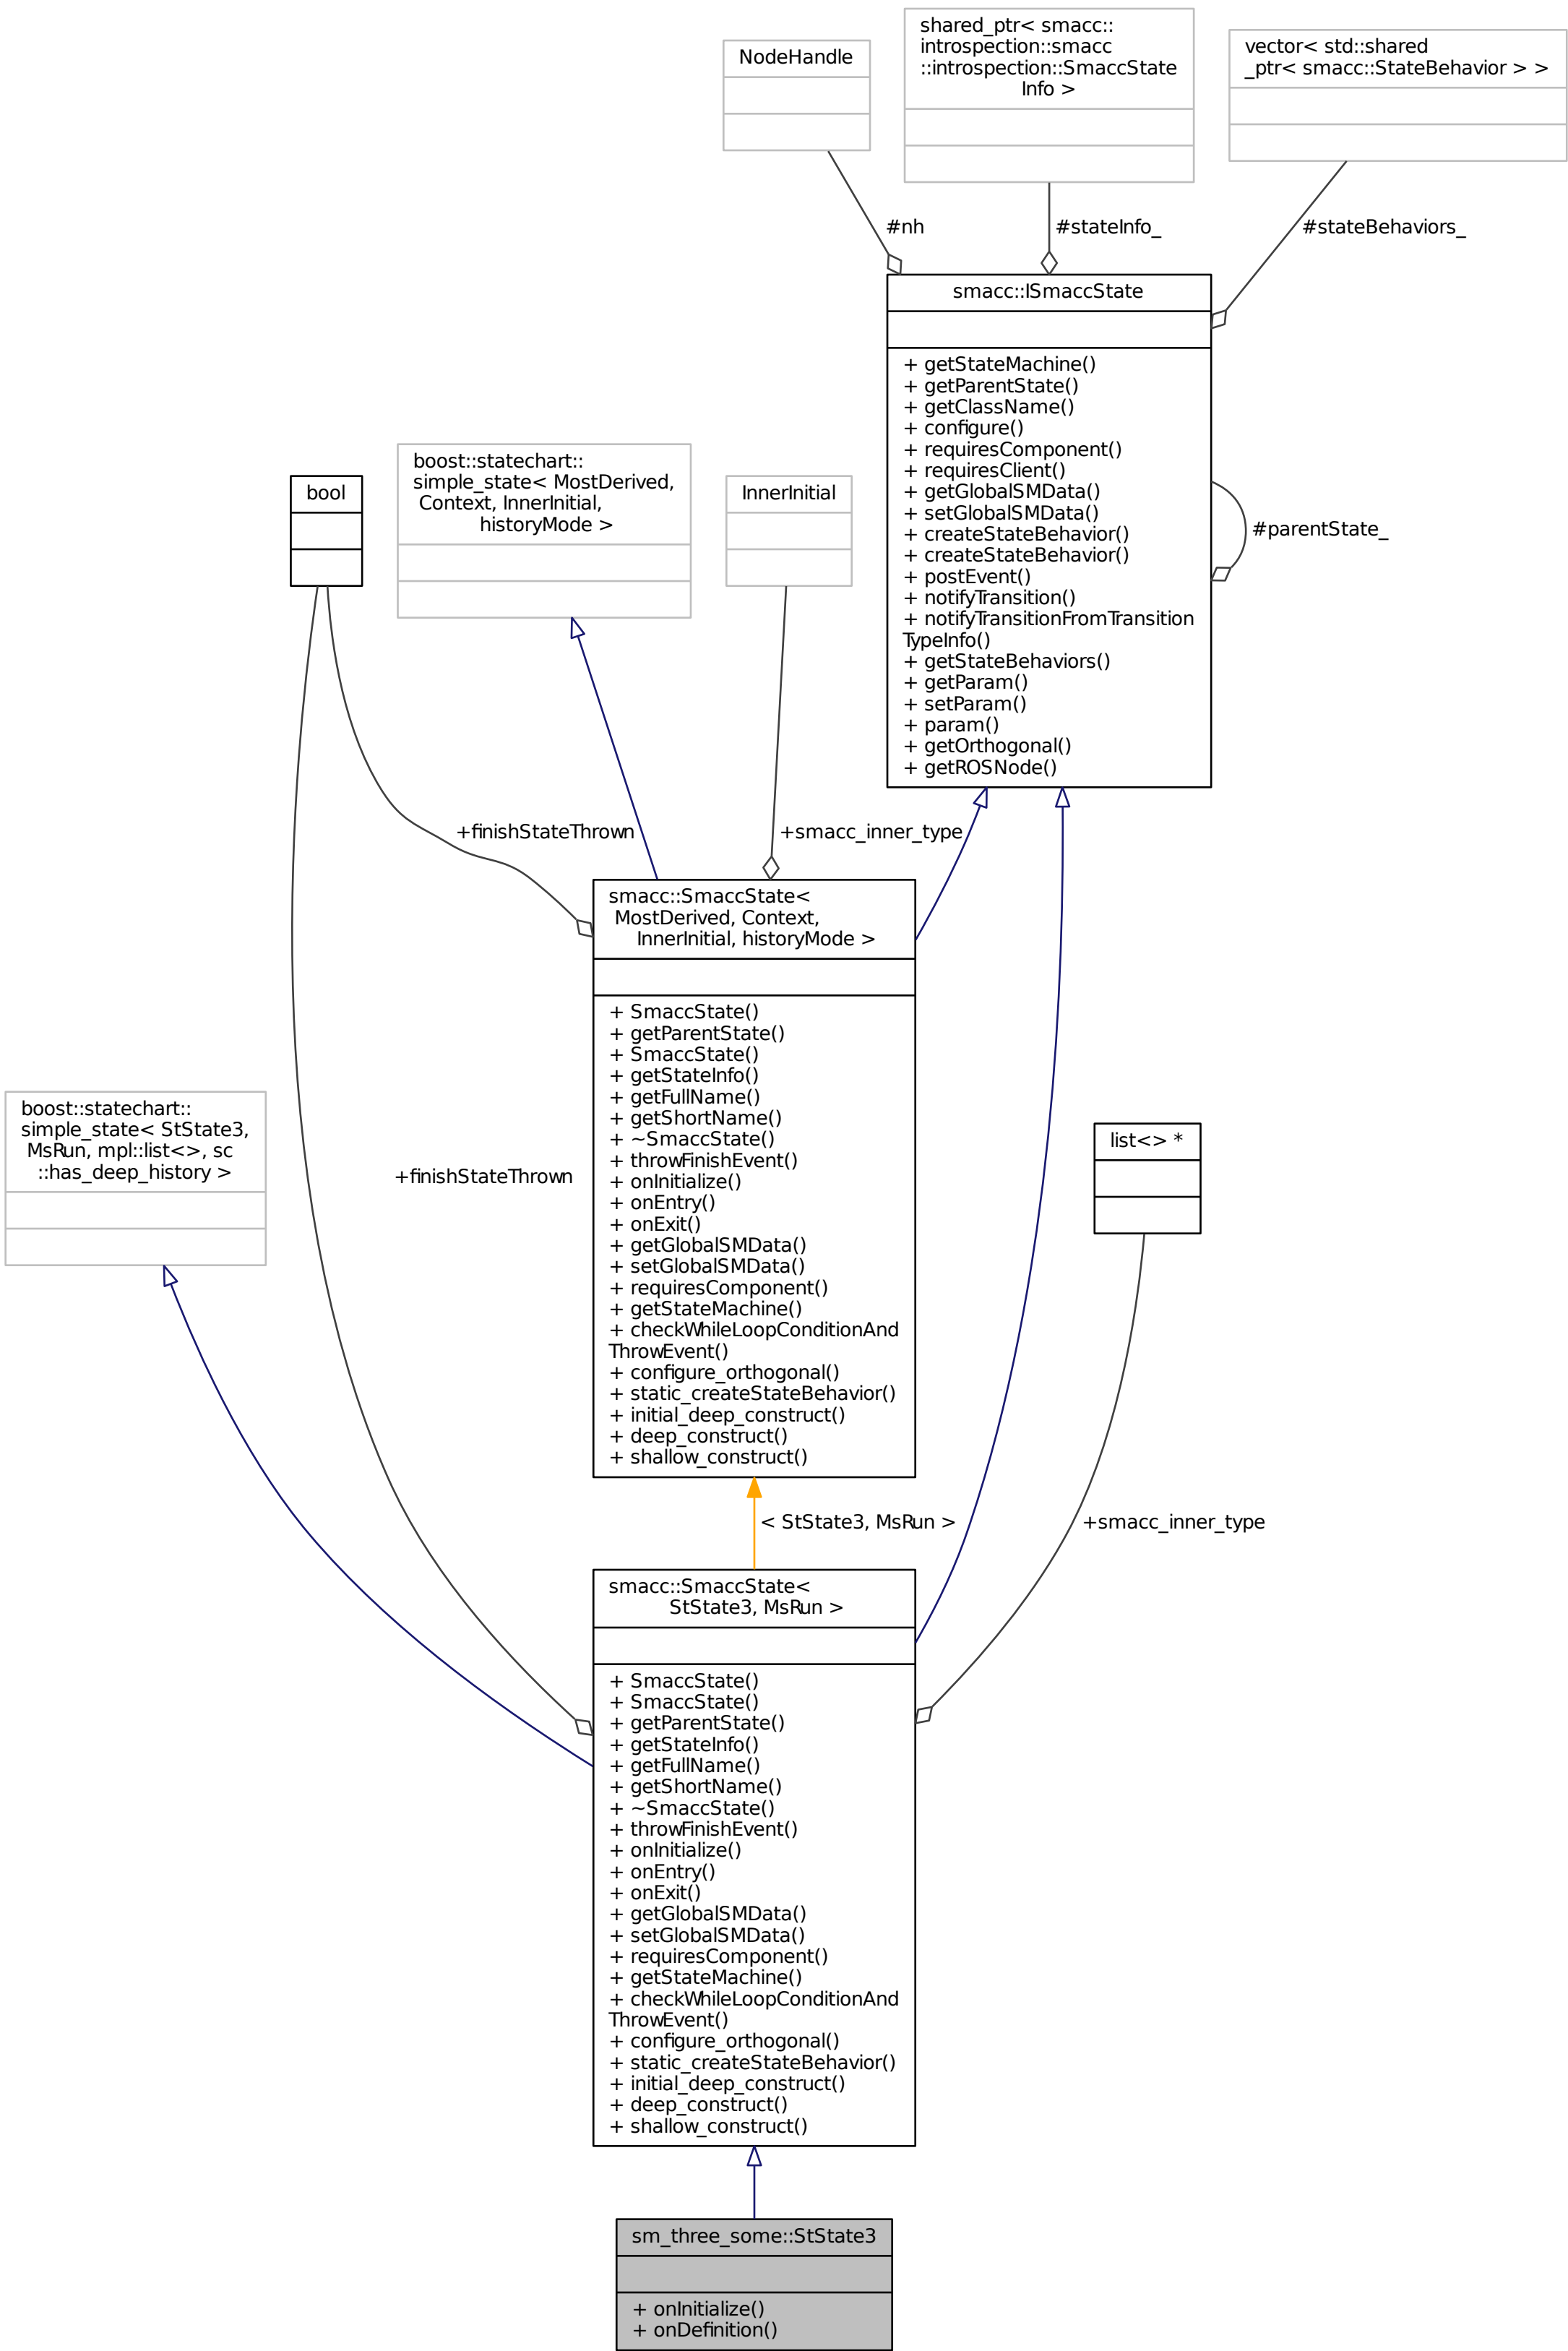 NodeHandle
shared_ptr< smacc::
introspection::smacc
::introspection::SmaccState
Info >
vector< std::shared
_ptr< smacc::StateBehavior > >
#nh
#stateInfo_
#stateBehaviors_
smacc::ISmaccState
+ getStateMachine()
+ getParentState()
+ getClassName()
+ configure()
+ requiresComponent()
+ requiresClient()
+ getGlobalSMData()
+ setGlobalSMData()
+ createStateBehavior()
+ createStateBehavior()
+ postEvent()
+ notifyTransition()
+ notifyTransitionFromTransition
TypeInfo()
+ getStateBehaviors()
+ getParam()
+ setParam()
+ param()
+ getOrthogonal()
+ getROSNode()
#parentState_
bool
boost::statechart::
simple_state< MostDerived,
Context, InnerInitial,
historyMode >
InnerInitial
+finishStateThrown
+smacc_inner_type
smacc::SmaccState<
MostDerived, Context,
InnerInitial, historyMode >
+ SmaccState()
+ getParentState()
+ SmaccState()
+ getStateInfo()
+ getFullName()
+ getShortName()
+ ~SmaccState()
+ throwFinishEvent()
+ onInitialize()
+ onEntry()
+ onExit()
+ getGlobalSMData()
+ setGlobalSMData()
+ requiresComponent()
+ getStateMachine()
+ checkWhileLoopConditionAnd
ThrowEvent()
+ configure_orthogonal()
+ static_createStateBehavior()
+ initial_deep_construct()
+ deep_construct()
+ shallow_construct()
boost::statechart::
simple_state< StState3,
MsRun, mpl::list<>, sc
::has_deep_history >
+finishStateThrown
list<> *
< StState3, MsRun >
+smacc_inner_type
smacc::SmaccState<
StState3, MsRun >
+ SmaccState()
+ SmaccState()
+ getParentState()
+ getStateInfo()
+ getFullName()
+ getShortName()
+ ~SmaccState()
+ throwFinishEvent()
+ onInitialize()
+ onEntry()
+ onExit()
+ getGlobalSMData()
+ setGlobalSMData()
+ requiresComponent()
+ getStateMachine()
+ checkWhileLoopConditionAnd
ThrowEvent()
+ configure_orthogonal()
+ static_createStateBehavior()
+ initial_deep_construct()
+ deep_construct()
+ shallow_construct()
sm_three_some::StState3
+ onInitialize()
+ onDefinition()